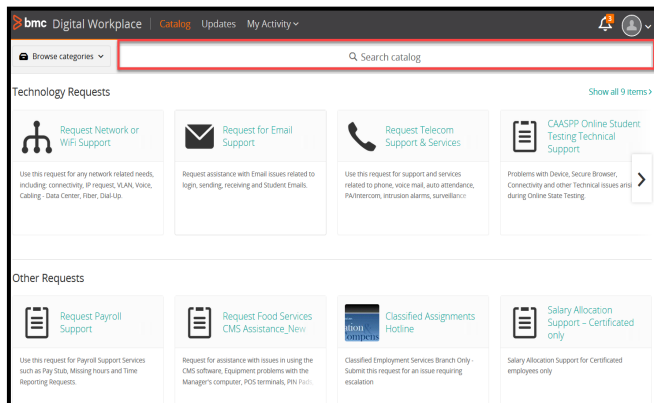 bmc Digital Workplace Catalog Updates My Activity 3
Browse categories Search catalog
Technology Requests Show all 9 items
Request Network or
WiFi Support
Use this request for any network related needs,
including: connectivity, IP request, VLAN, Voice,
Cabling - Data Center, Fiber, Dial-Up.
Request for Email
Support
Request assistance with Email issues related to
login, sending, receiving and Student Emails.
Request Telecom
Support & Services
Use this request for support and services
related to phone, voice mail, auto attendance,
PA/Intercom, intrusion alarms, surveillance
CAASPP Online Student
Testing Technical
Support
Problems with Device, Secure Browser,
Connectivity and other Technical issues
during Online State Testing.
Other Requests
Request Payroll
Support
Use this request for Payroll Support Services
such as Pay Stub, Missing hours and Time
Reporting Requests.
Request Food Services
CMS Assistance_New
Request for assistance with issues in using the
CMS software, Equipment problems with the
Manager's computer, POS terminals, PIN Pads,
Classified Assignments
Hotline
Classified Employment Services Branch Only -
Submit this request for an issue requiring
escalation
Salary Allocation
Support – Certificated
only
Salary Allocation Support for Certificated
employees only